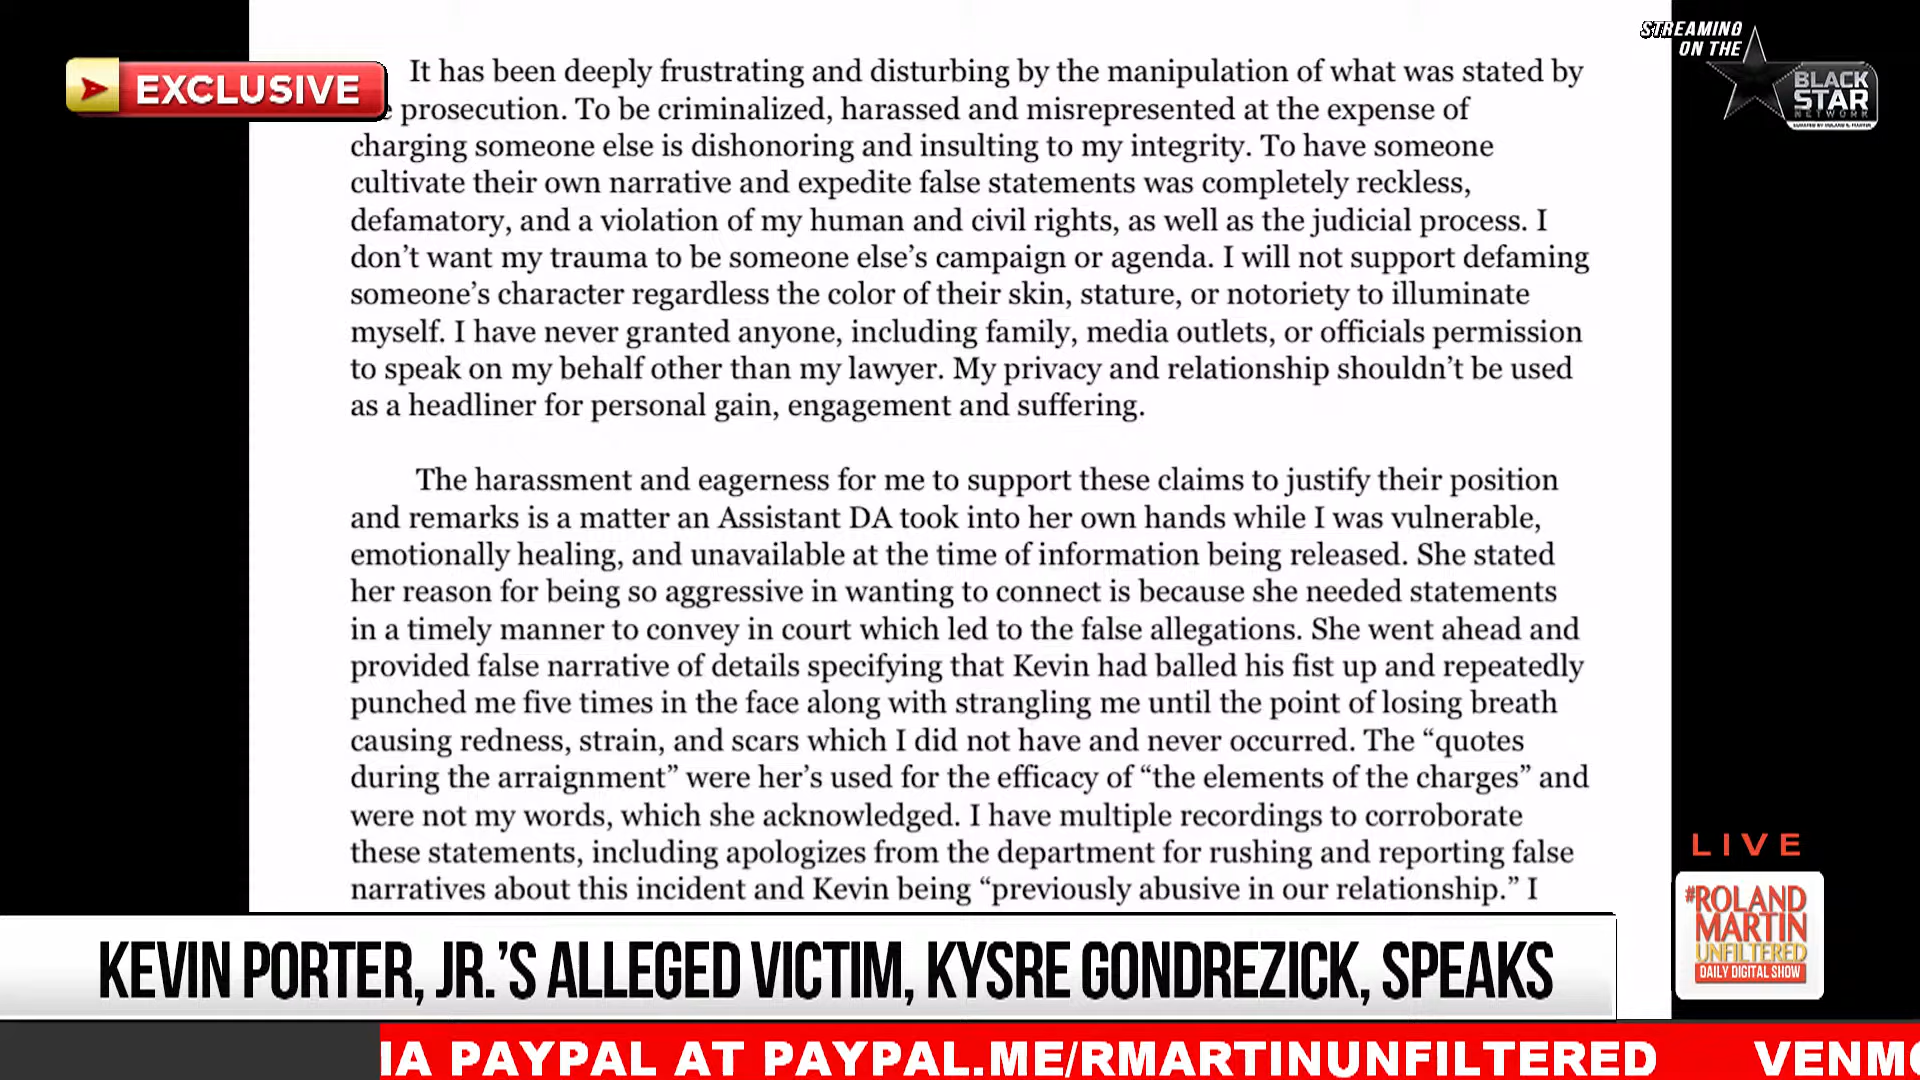 STREAMING
ON THE
BLACK
STAR
NETWORK
EXCLUSIVE
It has been deeply frustrating and disturbing by the manipulation of what was stated by
prosecution. To be criminalized, harassed and misrepresented at the expense of
charging someone else is dishonoring and insulting to my integrity. To have someone
cultivate their own narrative and expedite false statements was completely reckless,
defamatory, and a violation of my human and civil rights, as well as the judicial process. I
don’t want my trauma to be someone else’s campaign or agenda. I will not support defaming
someone’s character regardless the color of their skin, stature, or notoriety to illuminate
myself. I have never granted anyone, including family, media outlets, or officials permission
to speak on my behalf other than my lawyer. My privacy and relationship shouldn’t be used
as a headliner for personal gain, engagement and suffering.
The harassment and eagerness for me to support these claims to justify their position
and remarks is a matter an Assistant DA took into her own hands while I was vulnerable,
emotionally healing, and unavailable at the time of information being released. She stated
her reason for being so aggressive in wanting to connect is because she needed statements
in a timely manner to convey in court which led to the false allegations. She went ahead and
provided false narrative of details specifying that Kevin had balled his fist up and repeatedly
punched me five times in the face along with strangling me until the point of losing breath
causing redness, strain, and scars which I did not have and never occurred. The “quotes
during the arraignment” were her’s used for the efficacy of “the elements of the charges” and
were not my words, which she acknowledged. I have multiple recordings to corroborate
these statements, including apologizes from the department for rushing and reporting false
narratives about this incident and Kevin being “previously abusive in our relationship.” I
LIVE
#ROLAND
MARTIN
UNFILTERED
DAILY DIGITAL SHOW
KEVIN PORTER, JR.’S ALLEGED VICTIM, KYSRE GONDREZICK, SPEAKS
IA PAYPAL AT PAYPAL.ME/RMARTINUNFILTERED VENMO